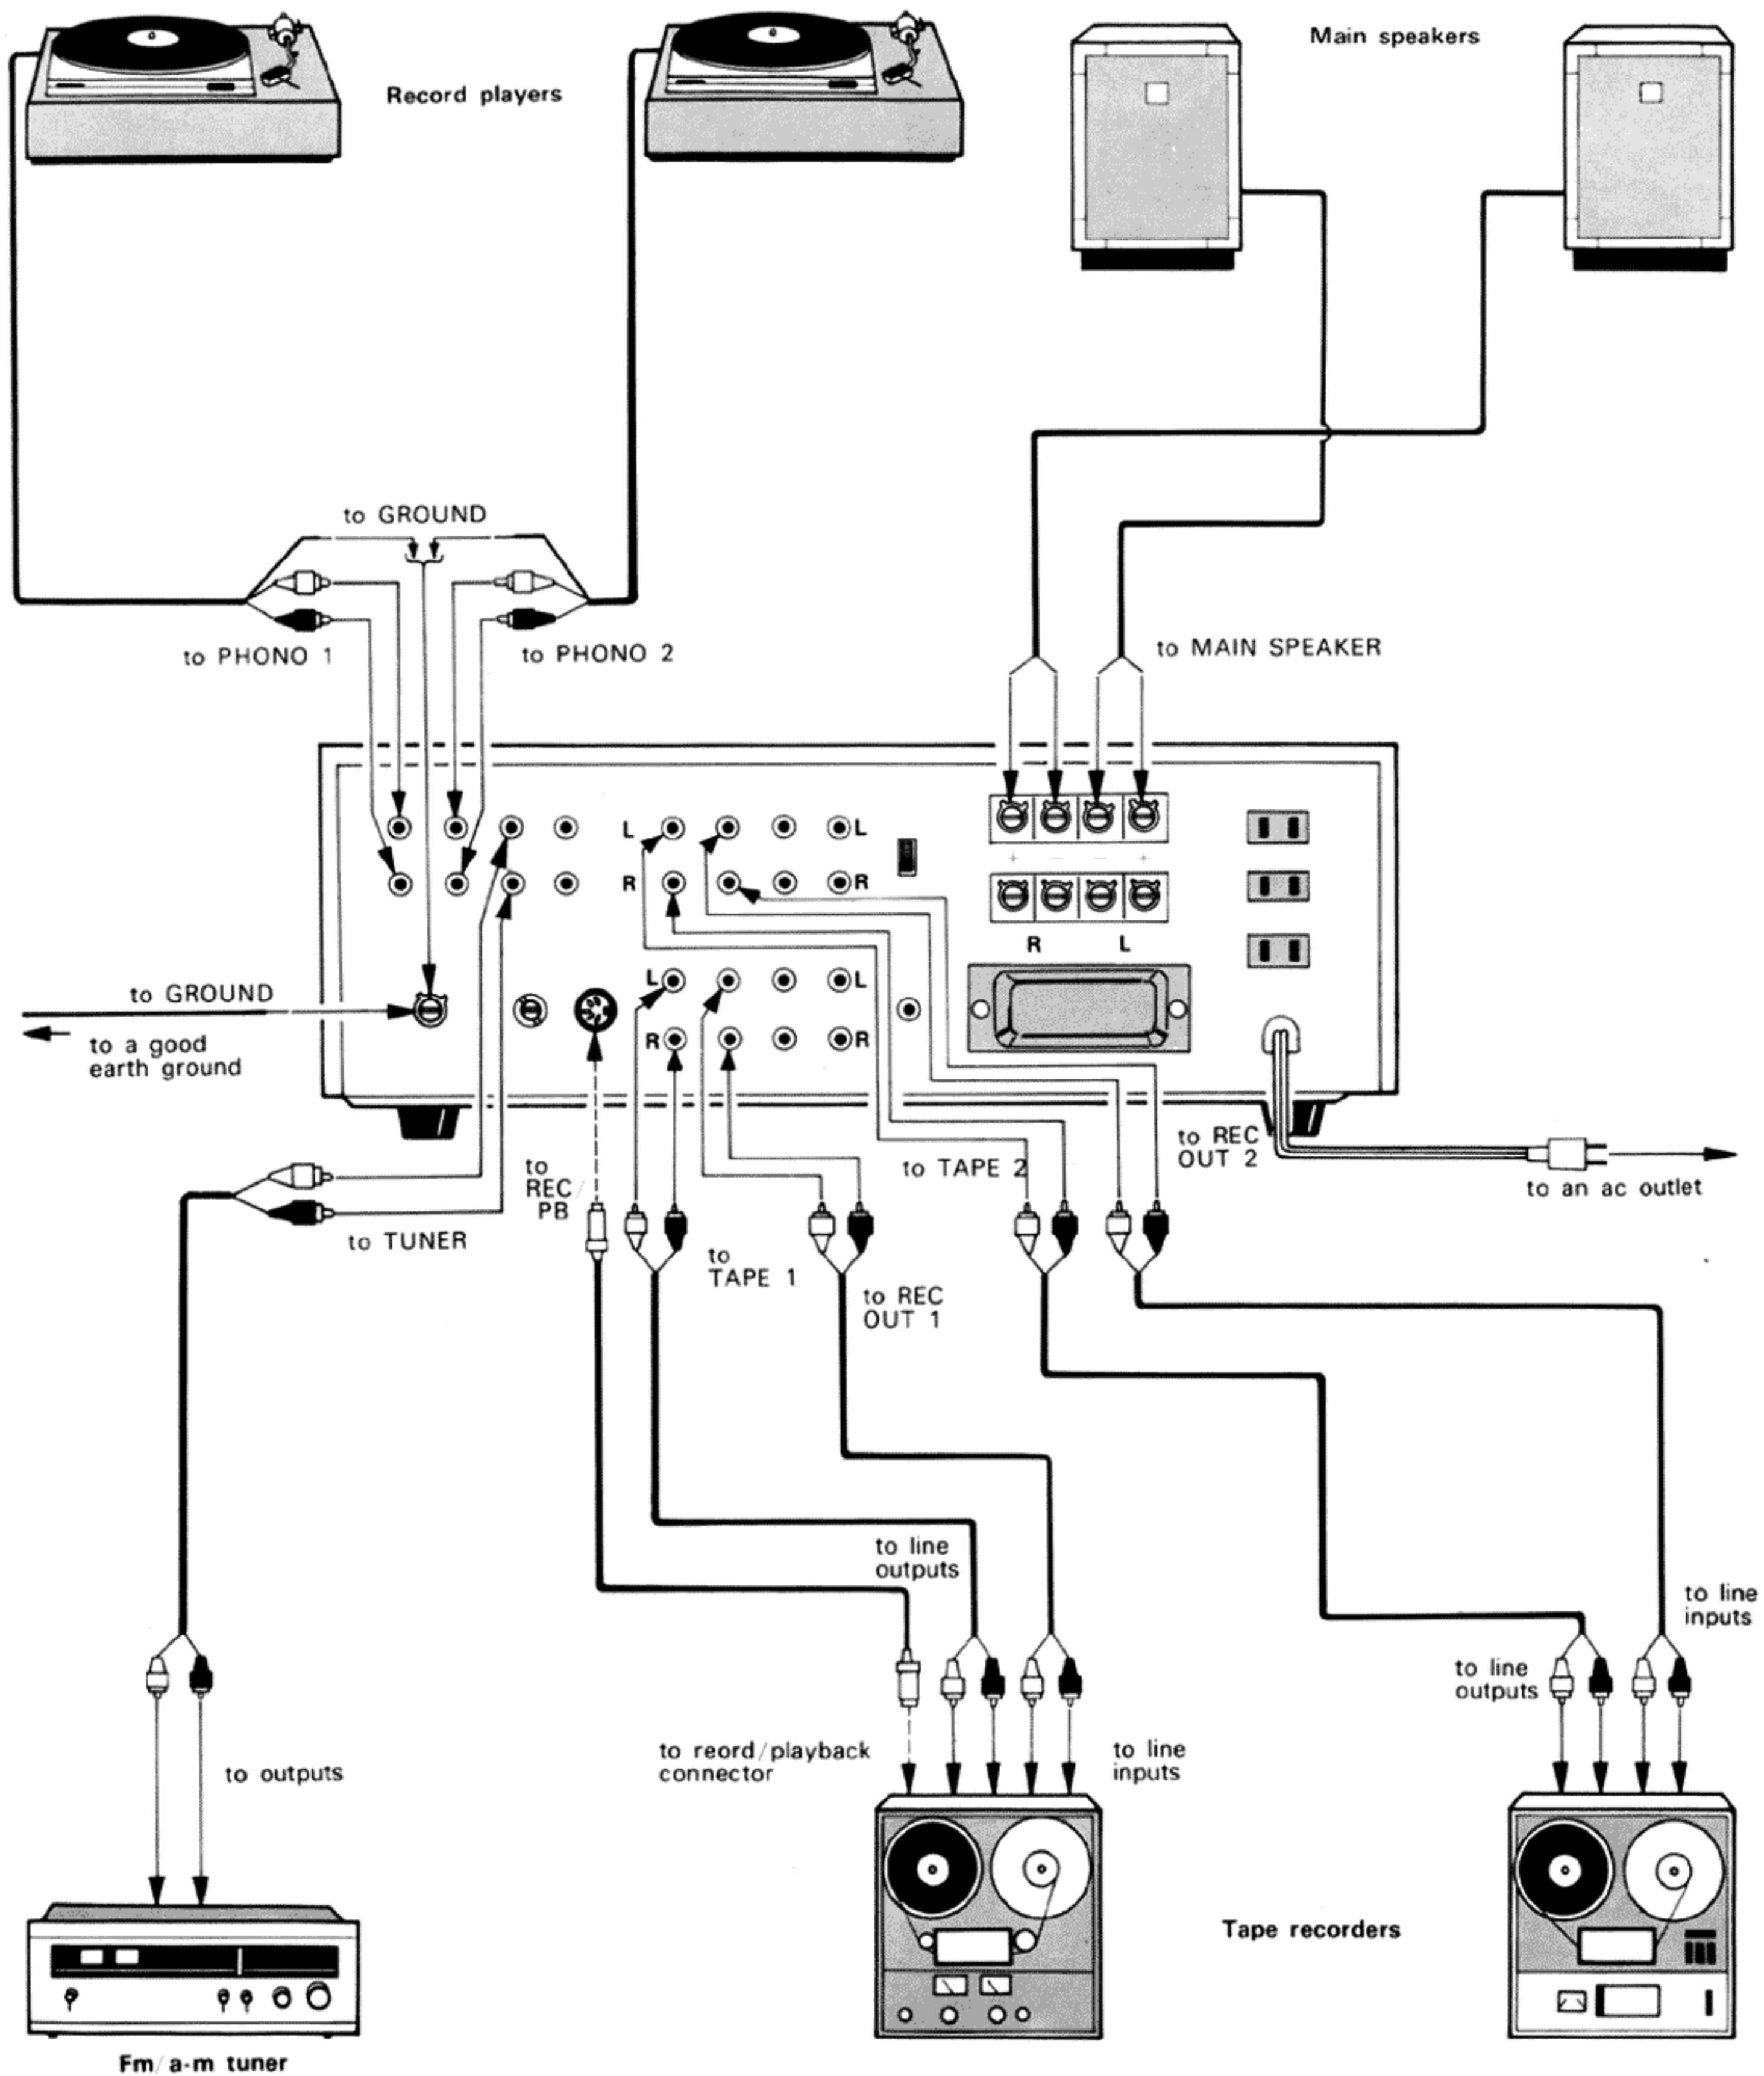 Record players
Main speakers
to GROUND
to PHONO 1
to PHONO 2
to MAIN SPEAKER
L
L
R
R
+ - - +
R L
to GROUND
L
L
R
R
to a good
earth ground
to REC
OUT 2
to
REC/
PB
to TAPE 2
to an ac outlet
to TUNER
to
TAPE 1
to REC
OUT 1
to line
outputs
to line
inputs
to line
outputs
to reord/playback
connector
to line
inputs
to outputs
Tape recorders
Fm/a-m tuner